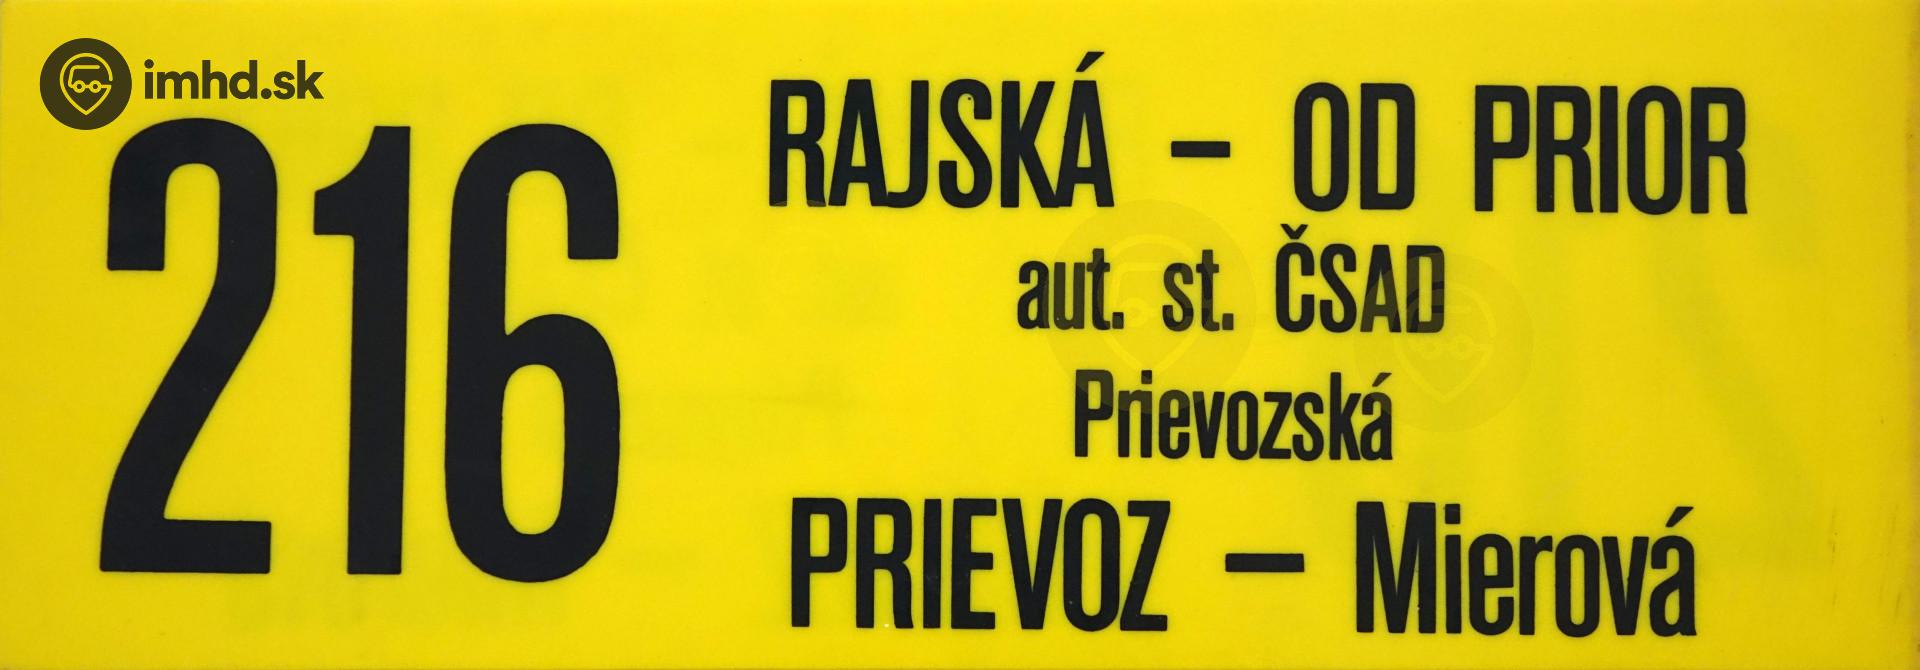 imhd.sk
216
RAJSKÁ – OD PRIOR
aut. st. ČSAD
Prievozská
PRIEVOZ – Mierová